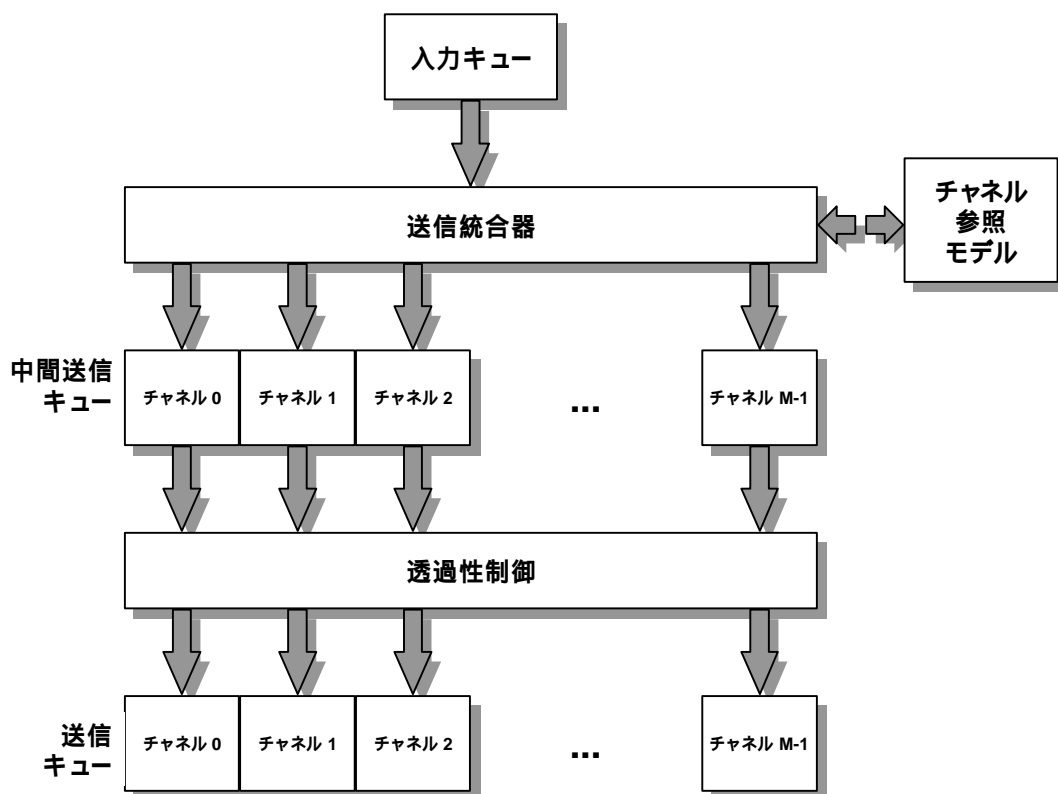 入力キュー
送信統合器
チャネル
参照
モデル
中間送信
キュー
チャネル 0
チャネル 1
チャネル 2
...
チャネル M-1
透過性制御
送信
キュー
チャネル 0
チャネル 1
チャネル 2
...
チャネル M-1